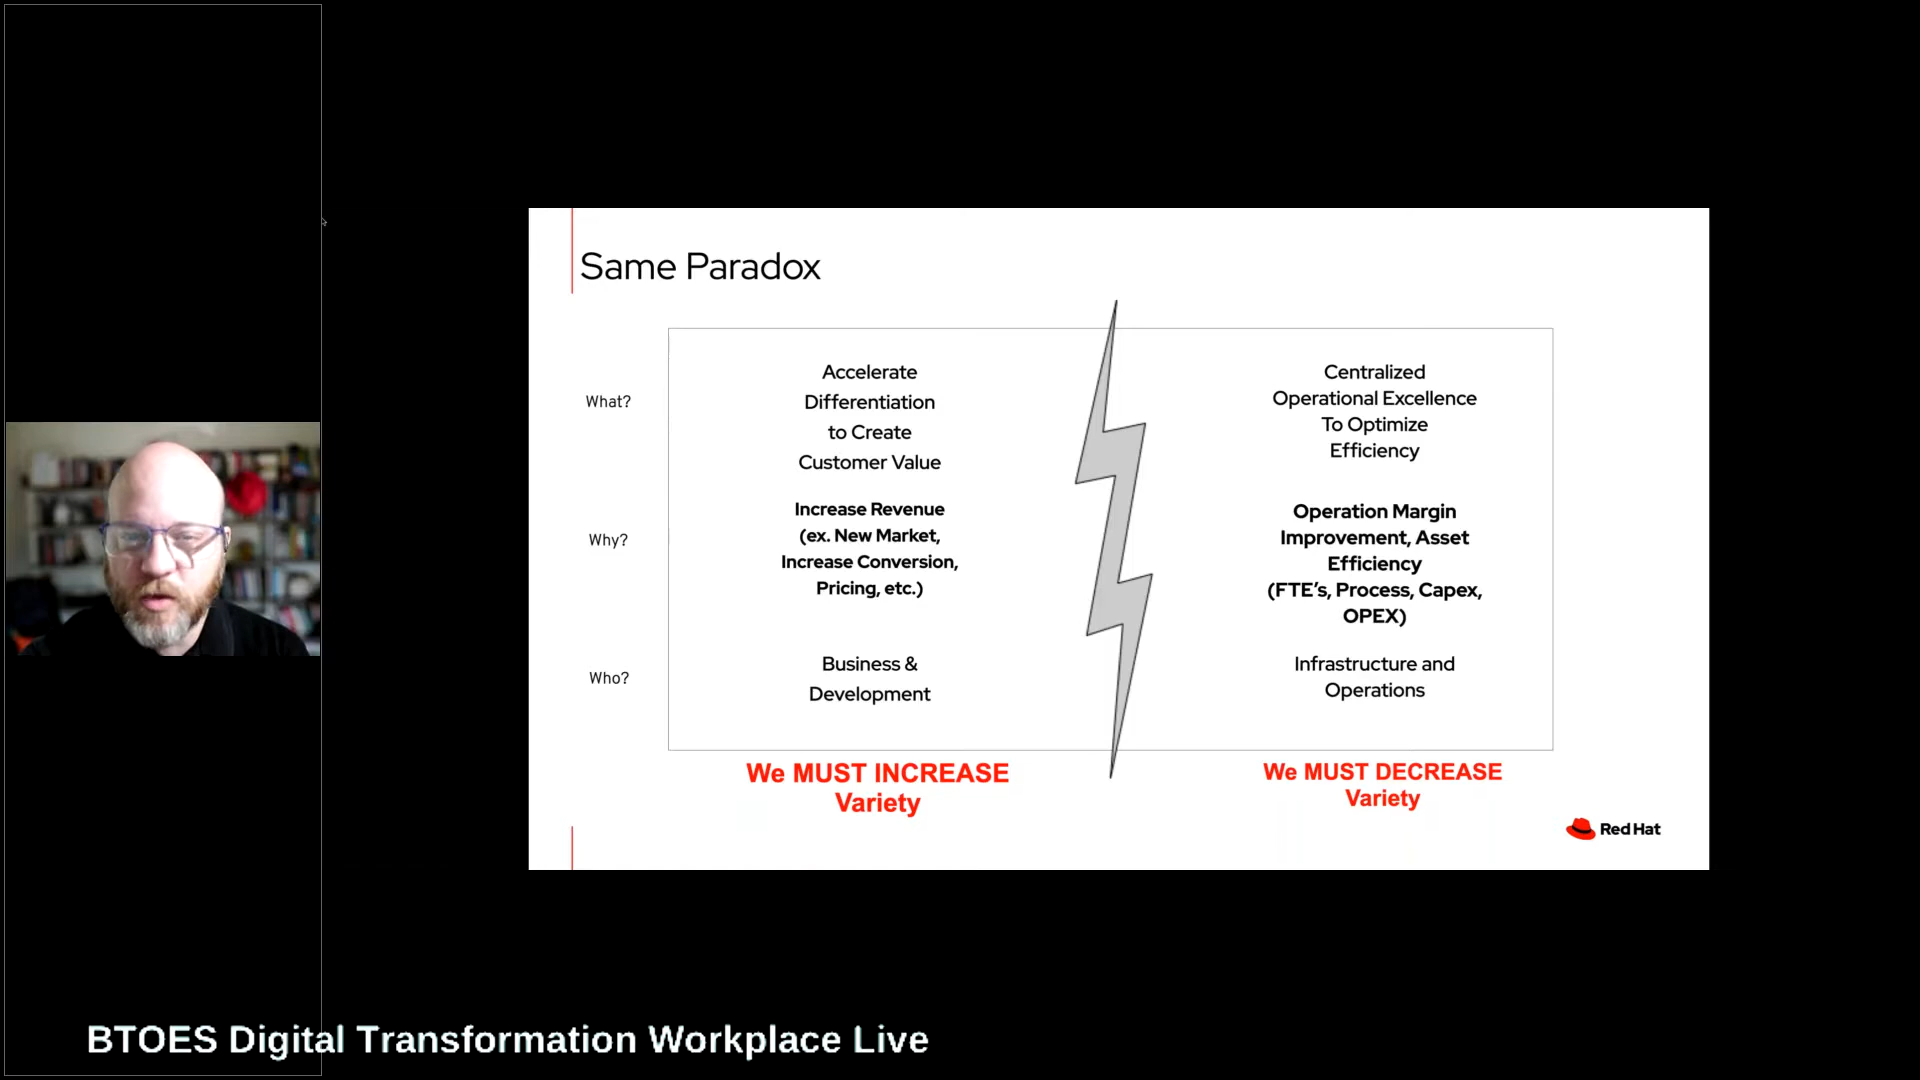 Same Paradox
What?
Accelerate
Differentiation
to Create
Customer Value
Centralized
Operational Excellence
To Optimize
Efficiency
Why?
Increase Revenue
(ex. New Market,
Increase Conversion,
Pricing, etc.)
Operation Margin
Improvement, Asset
Efficiency
(FTE's, Process, Capex,
OPEX)
Who?
Business &
Development
Infrastructure and
Operations
We MUST INCREASE
Variety
We MUST DECREASE
Variety
Red Hat
BTOES Digital Transformation Workplace Live